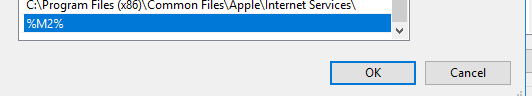 C:\Program Files (x86)\Common Files\Apple\Internet Services\
%M2%
OK
Cancel